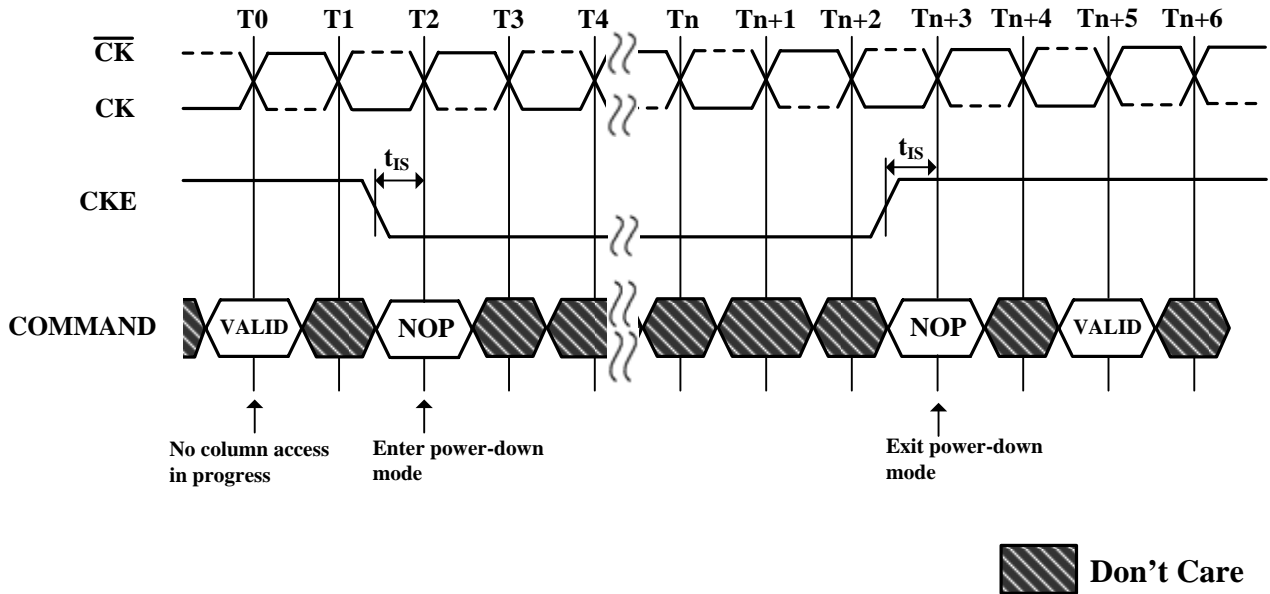 T0 T1 T2 T3 T4 Tn Tn+1 Tn+2 Tn+3 Tn+4 Tn+5 Tn+6
CK
CK
tIS tIS
CKE
COMMAND VALID NOP NOP VALID
No column access
in progress
Enter power-down
mode
Exit power-down
mode
Don't Care